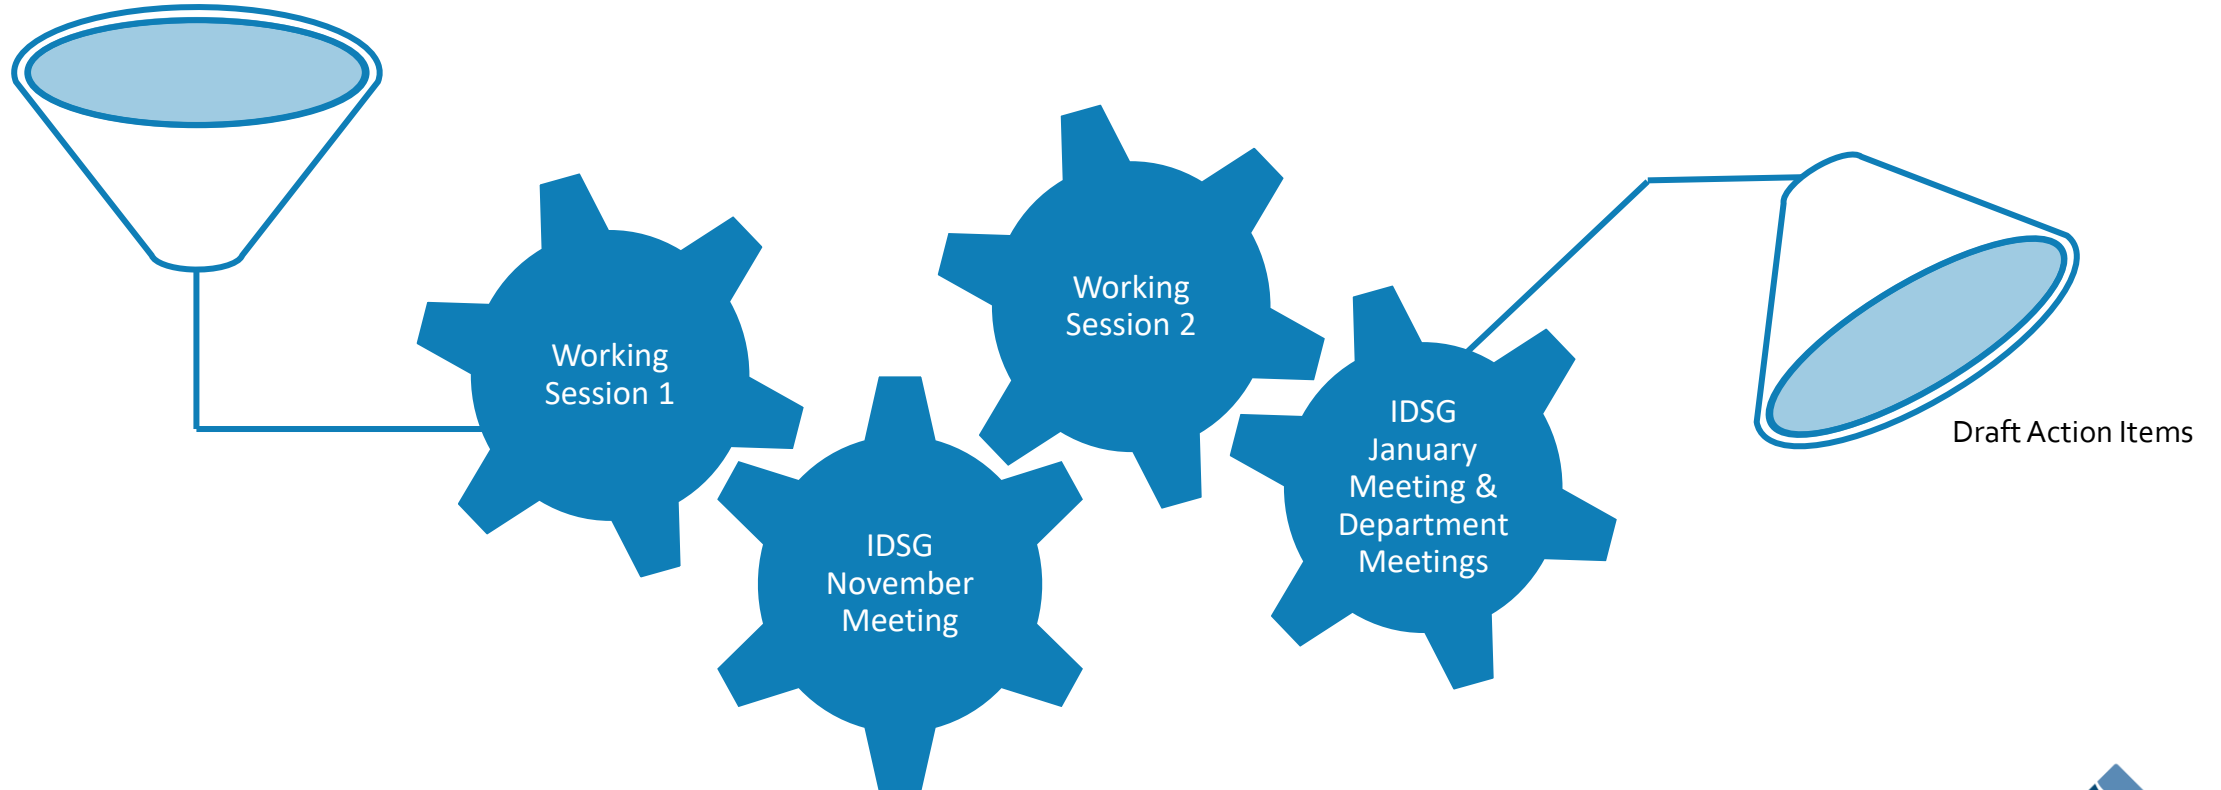 Working
Session 1
IDSG
November
Meeting
Working
Session 2
IDSG
January
Meeting &
Department
Meetings
Draft Action Items